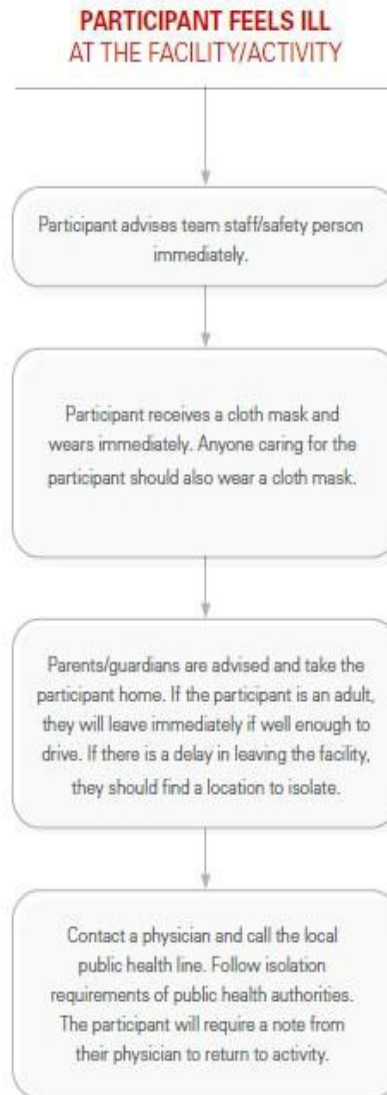 PARTICIPANT FEELS ILL
AT THE FACILITY/ACTIVITY
Participant advises team staff/safety person
immediately.
Participant receives a cloth mask and
wears immediately. Anyone caring for the
participant should also wear a cloth mask.
Parents/guardians are advised and take the
participant home. If the participant is an adult,
they will leave immediately if well enough to
drive. If there is a delay in leaving the facility,
they should find a location to isolate.
Contact a physician and call the local
public health line. Follow isolation
requirements of public health authorities.
The participant will require a note from
their physician to return to activity.